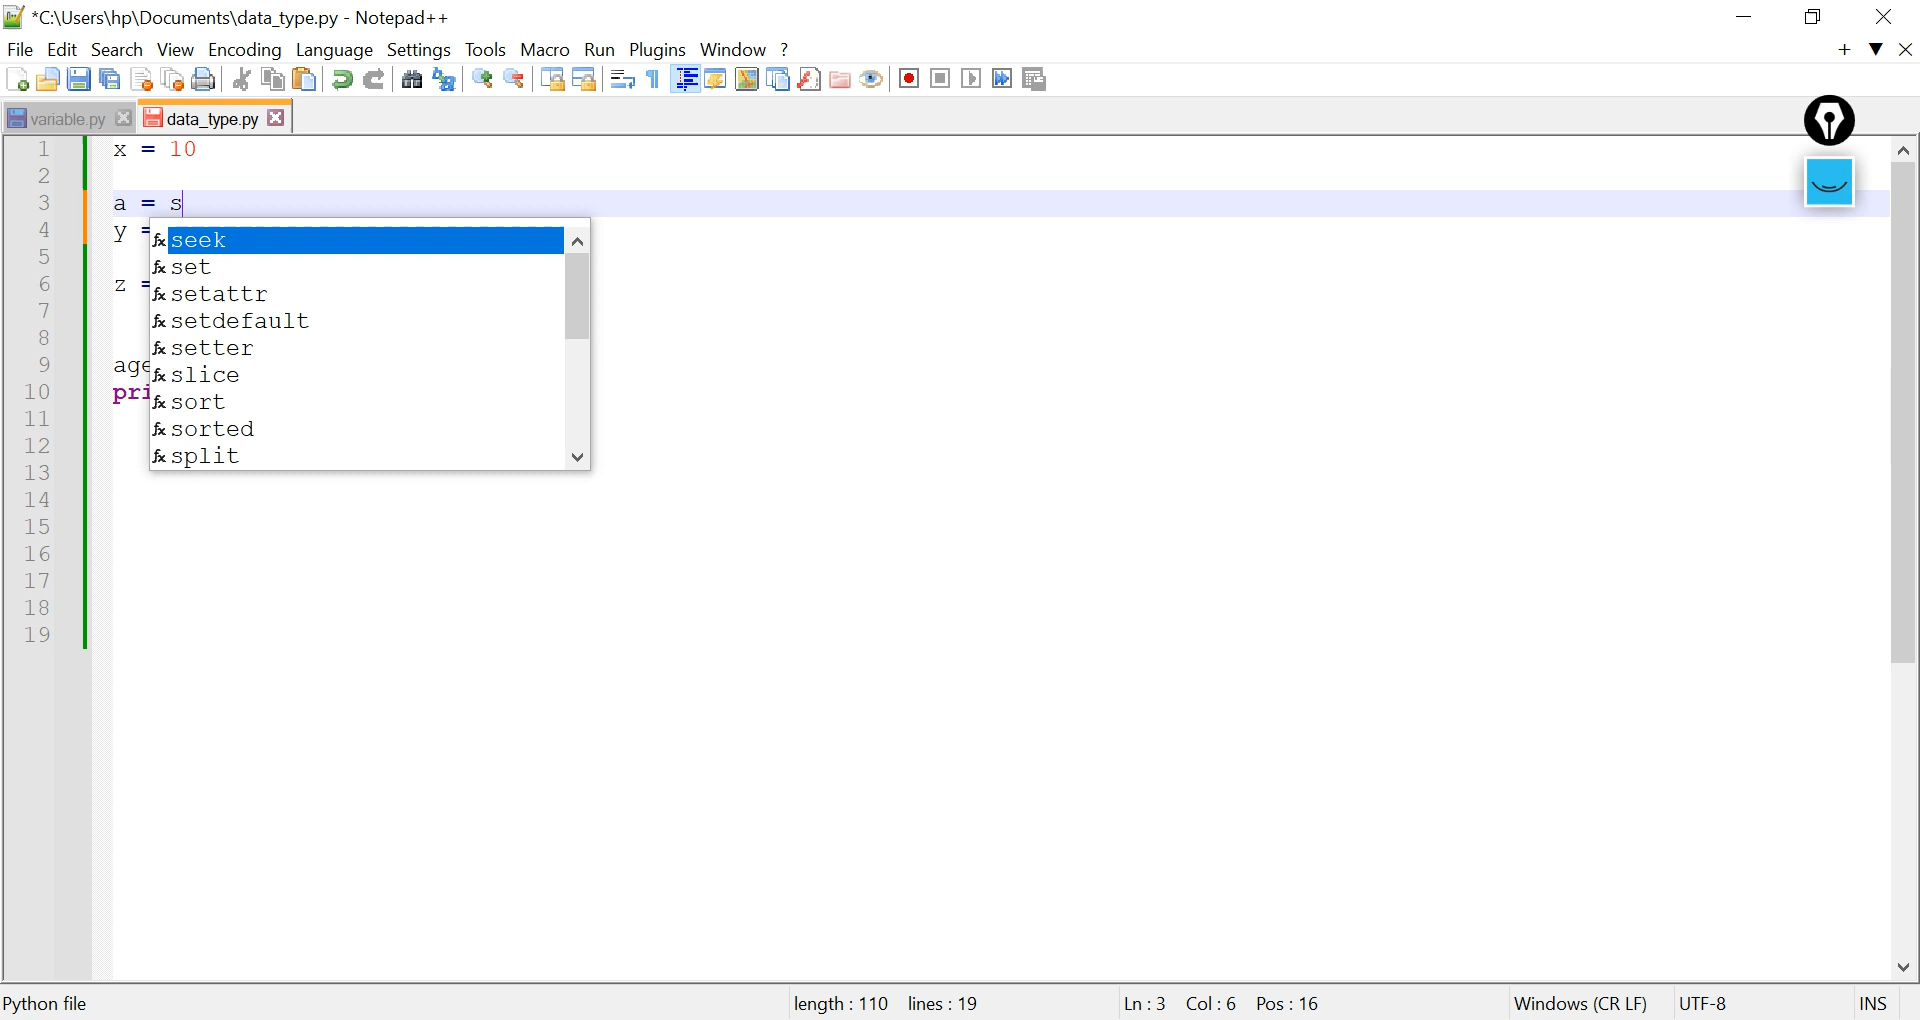 *C:\Users\hp\Documents\data_type.py - Notepad++
File Edit Search View Encoding Language Settings Tools Macro Run Plugins Window ?
variable.py data_type.py
1 x = 10
2
3 a = s
4 y =
5
6 z =
7
8
9 age
10 pri
11
12
13
14
15
16
17
18
19
seek
set
setattr
setdefault
setter
slice
sort
sorted
split
Python file length : 110 lines : 19 Ln : 3 Col : 6 Pos : 16 Windows (CR LF) UTF-8 INS